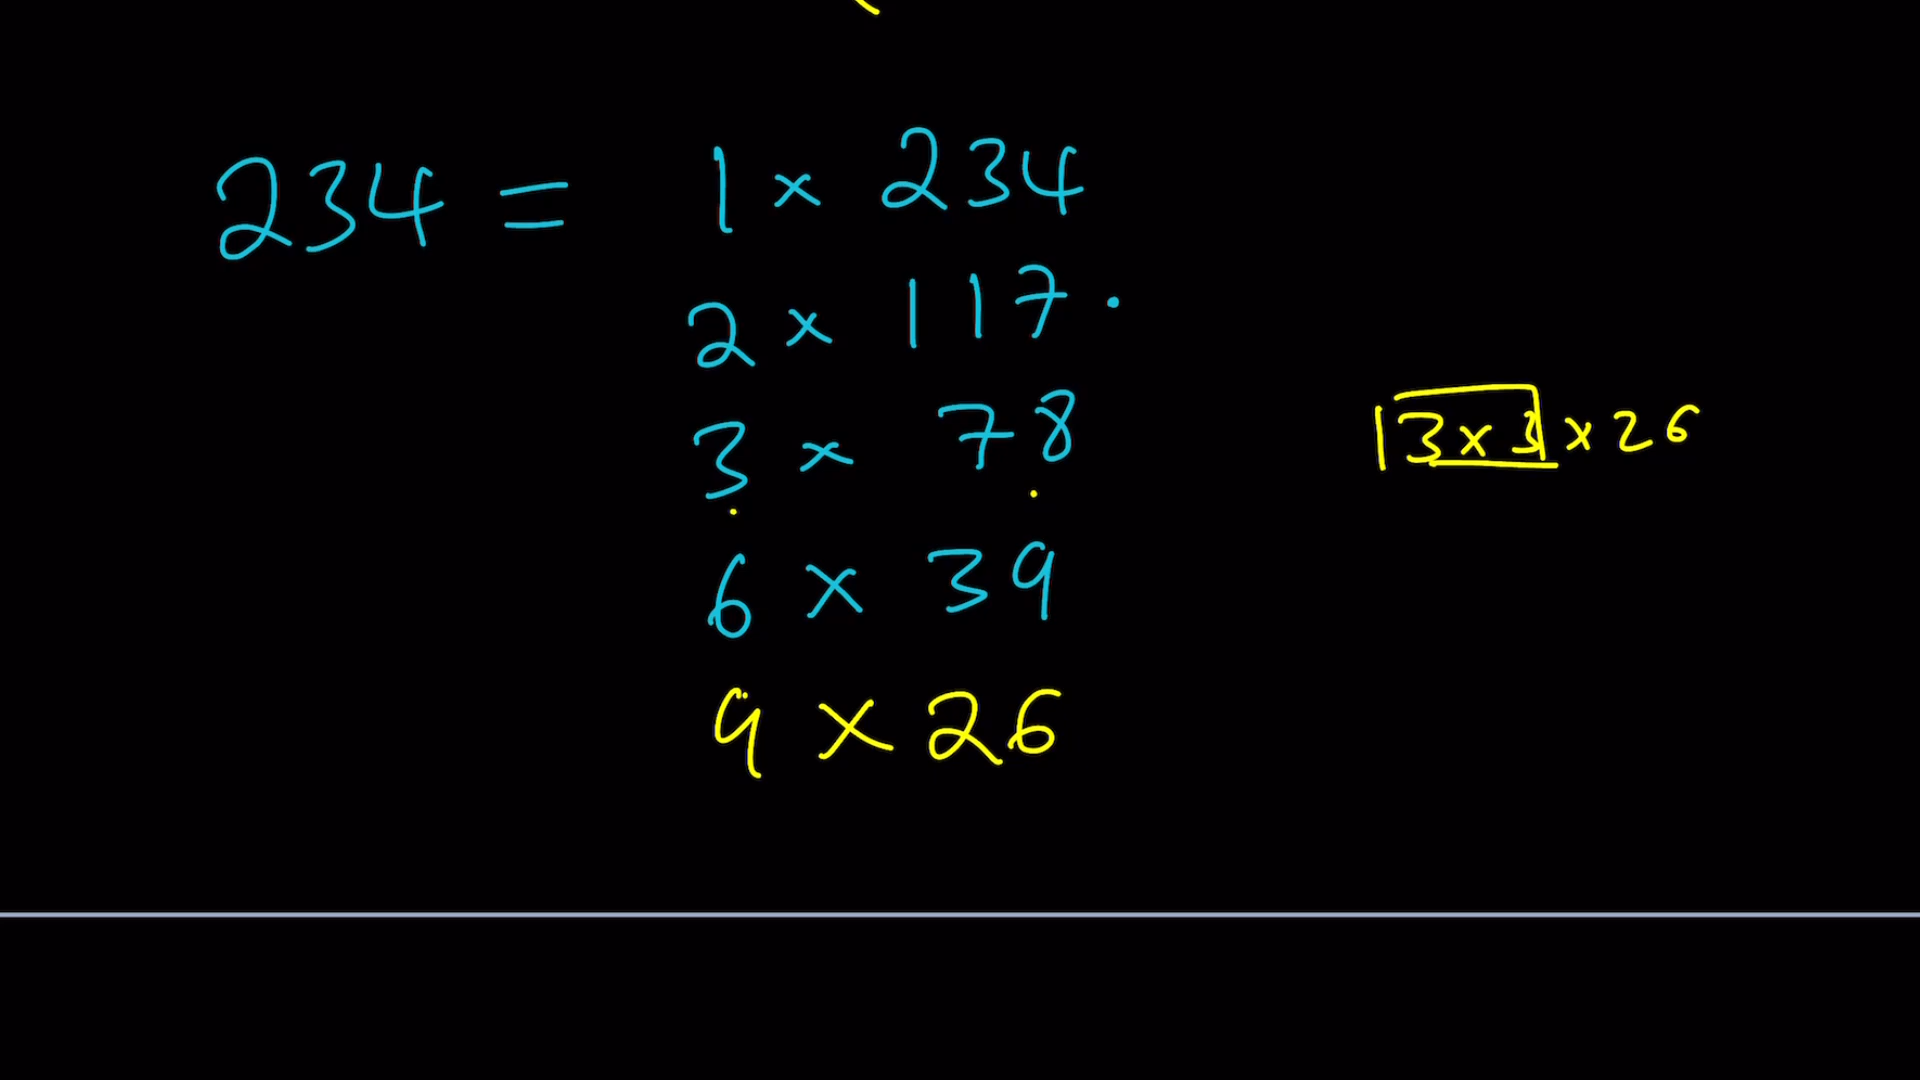 234 = 1 × 234
2 × 117 .
3 × 78
3 × 3 × 26
6 × 39
9 × 26